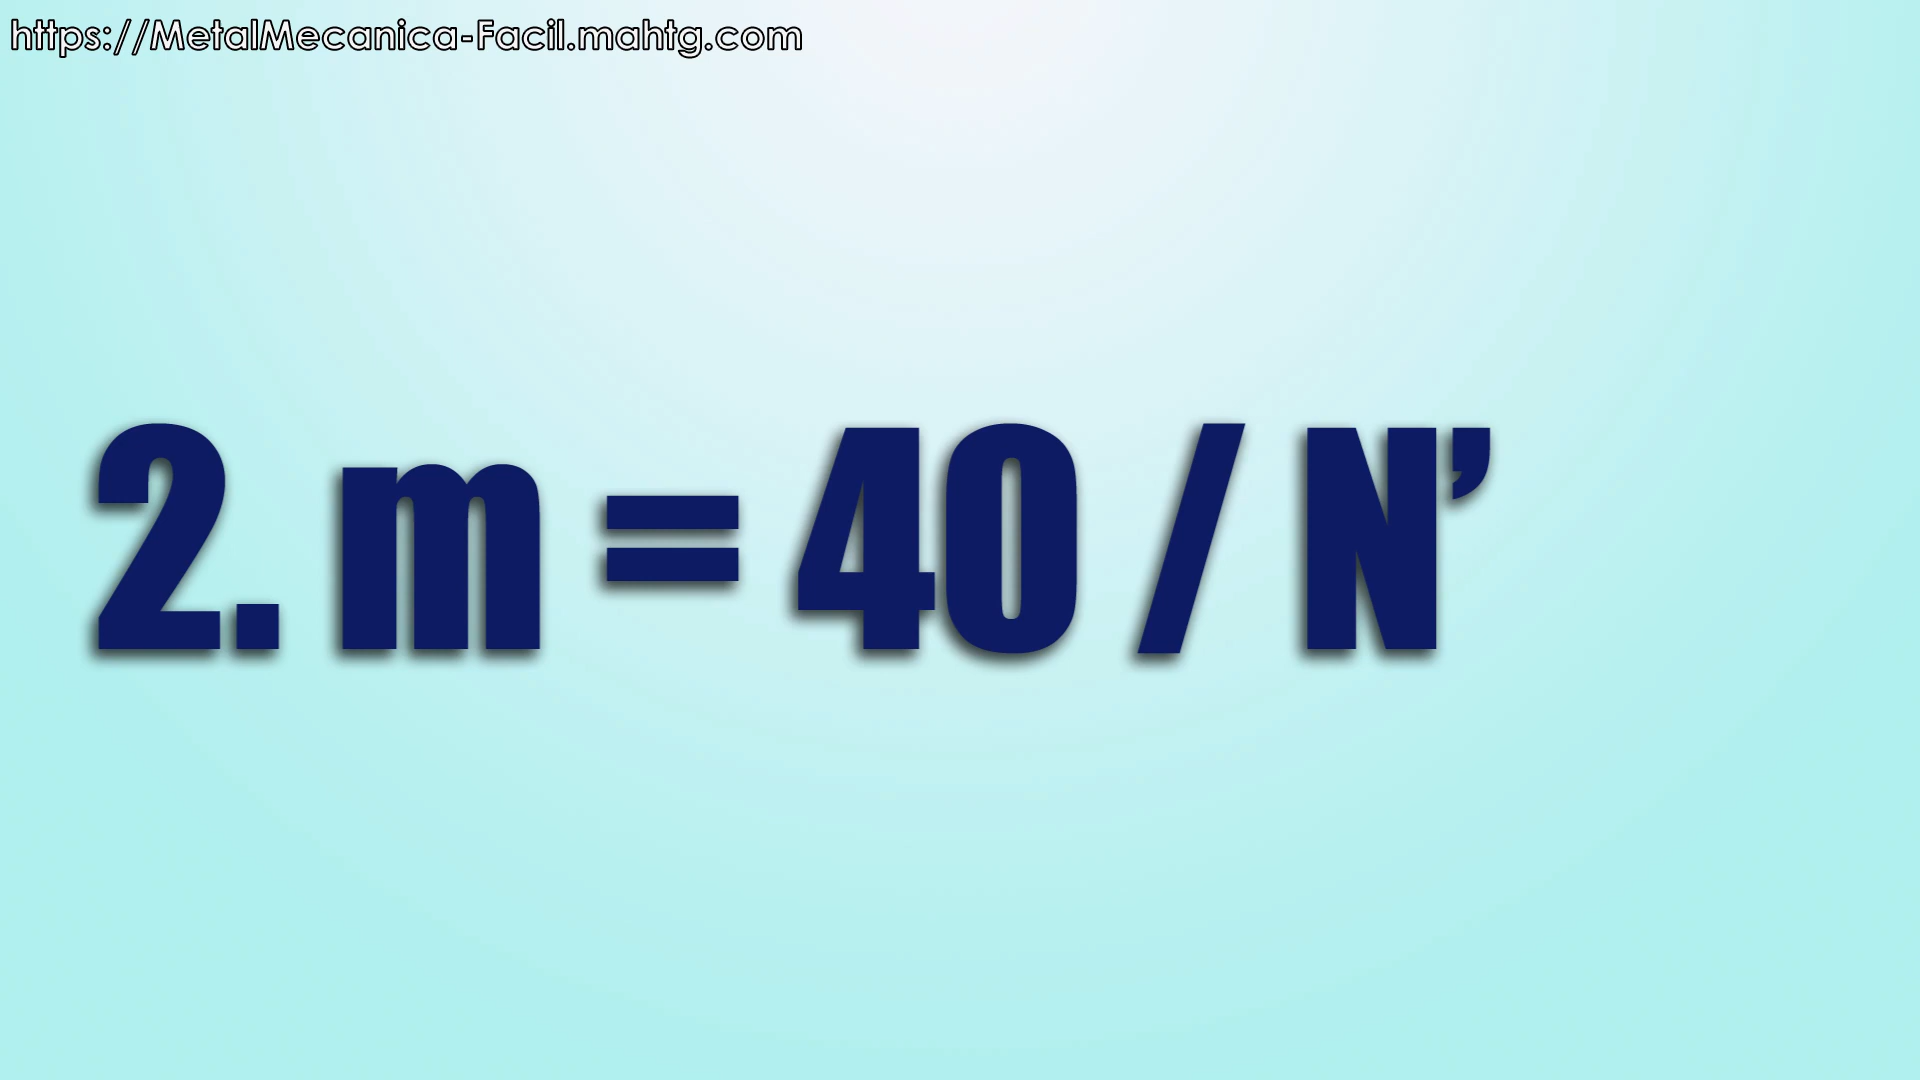 https://MetalMecanica-Facil.mahtg.com
2. m = 40 / N’